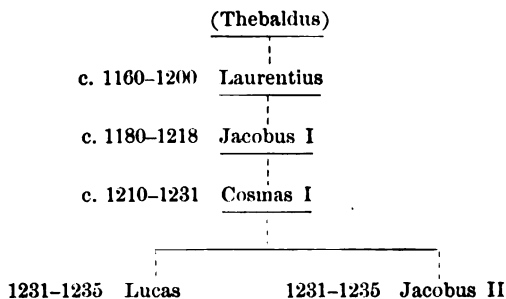 (Thebaldus)
c. 1160–1200 Laurentius
c. 1180–1218 Jacobus I
c. 1210–1231 Cosmas I
1231–1235 Lucas 1231–1235 Jacobus II